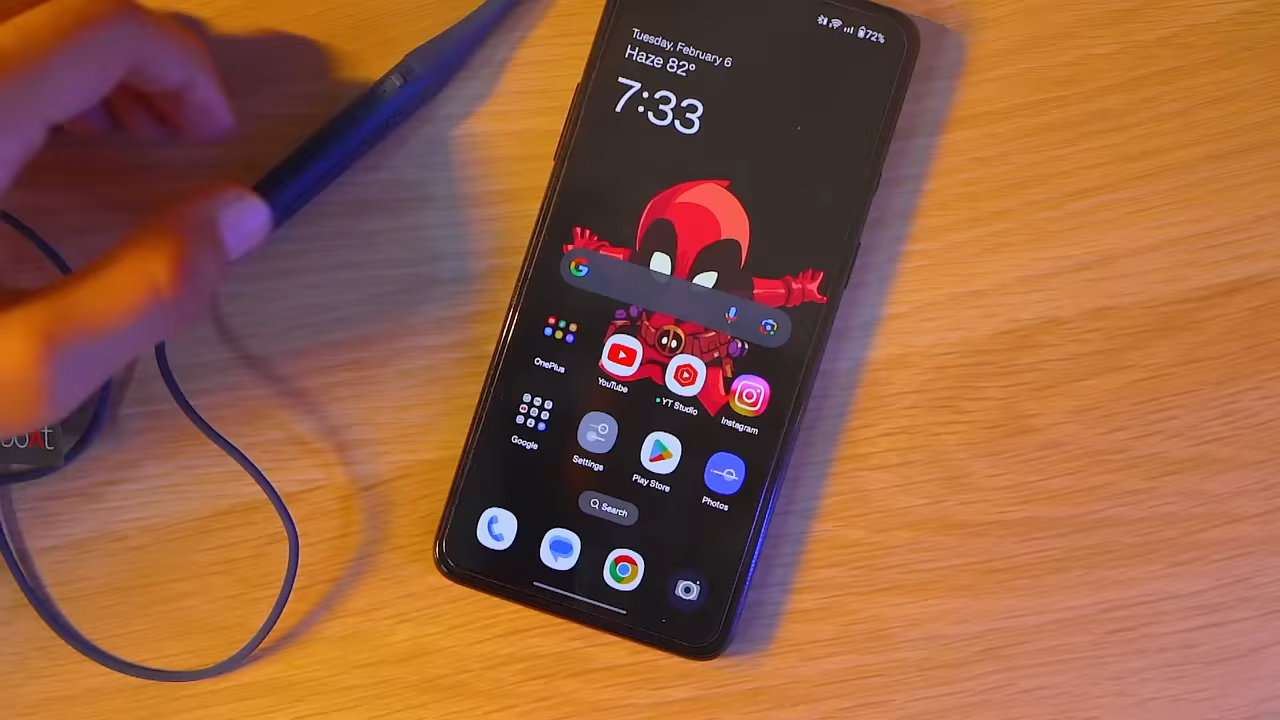 72%
Tuesday, February 6
Haze 82°
7:33
OnePlus
YouTube
YT Studio
Instagram
Google
Settings
Play Store
Photos
Search